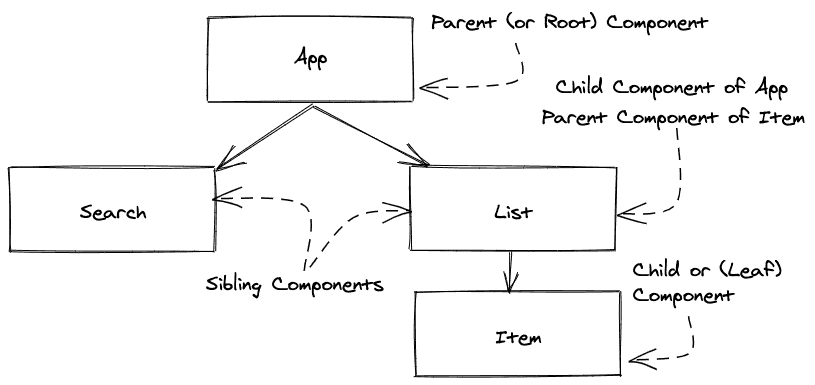 Parent (or Root) Component
App
Child Component of App
Parent Component of Item
Search
List
Sibling Components
Child or (Leaf)
Component
Item